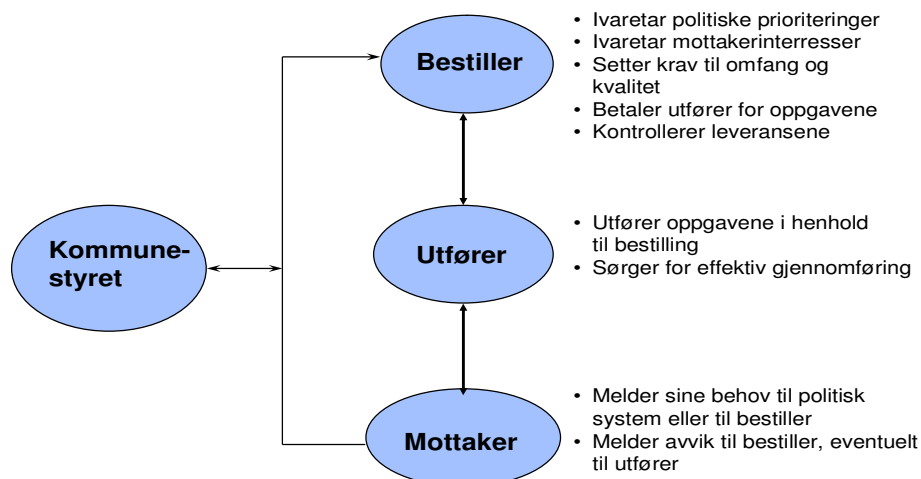 Bestiller
• Ivaretar politiske prioriteringer
• Ivaretar mottakerinterresser
• Setter krav til omfang og
kvalitet
• Betaler utfører for oppgavene
• Kontrollerer leveransene
Kommune-
styret
Utfører
• Utfører oppgavene i henhold
til bestilling
• Sørger for effektiv gjennomføring
Mottaker
• Melder sine behov til politisk
system eller til bestiller
• Melder avvik til bestiller, eventuelt
til utfører